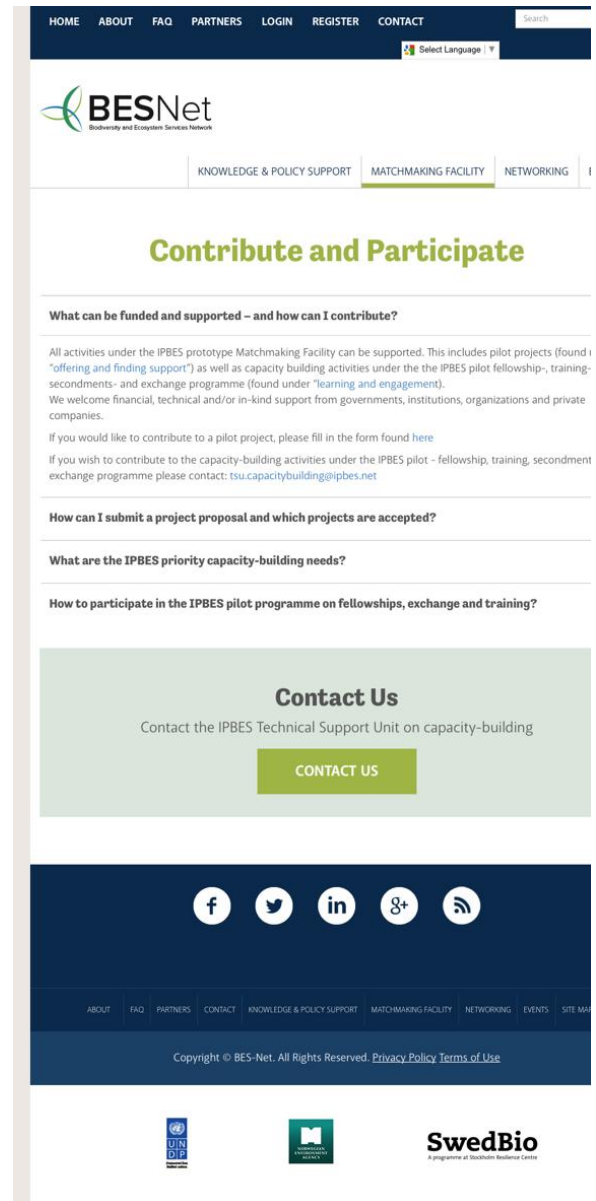 HOME ABOUT FAQ PARTNERS LOGIN REGISTER CONTACT Search
Select Language
BESNet
Biodiversity and Ecosystem Services Network
KNOWLEDGE & POLICY SUPPORT MATCHMAKING FACILITY NETWORKING
Contribute and Participate
What can be funded and supported – and how can I contribute?
All activities under the IPBES prototype Matchmaking Facility can be supported. This includes pilot projects (found
"offering and finding support") as well as capacity building activities under the the IPBES pilot fellowship-, training-
secondments- and exchange programme (found under "learning and engagement).
We welcome financial, technical and/or in-kind support from governments, institutions, organizations and private
companies.
If you would like to contribute to a pilot project, please fill in the form found here
If you wish to contribute to the capacity-building activities under the IPBES pilot - fellowship, training, secondment
exchange programme please contact: tsu.capacitybuilding@ipbes.net
How can I submit a project proposal and which projects are accepted?
What are the IPBES priority capacity-building needs?
How to participate in the IPBES pilot programme on fellowships, exchange and training?
Contact Us
Contact the IPBES Technical Support Unit on capacity-building
CONTACT US
f in g+
ABOUT FAQ PARTNERS CONTACT KNOWLEDGE & POLICY SUPPORT MATCHMAKING FACILITY NETWORKING EVENTS SITE MAP
Copyright © BES-Net. All Rights Reserved. Privacy Policy Terms of Use
U N
D P
NORWEGIAN
ENVIRONMENT
AGENCY
SwedBio
A programme at Stockholm Resilience Centre